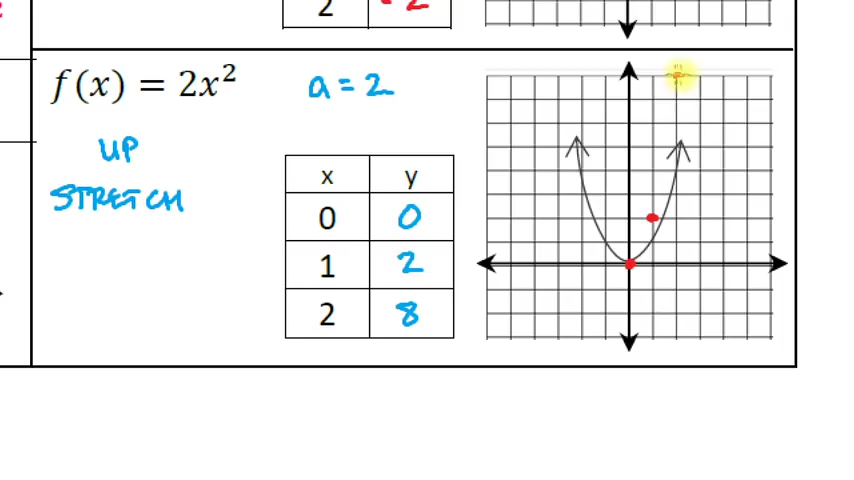 2 -2
f(x) = 2x² a = 2
UP
STRETCH
x y
0 0
1 2
2 8